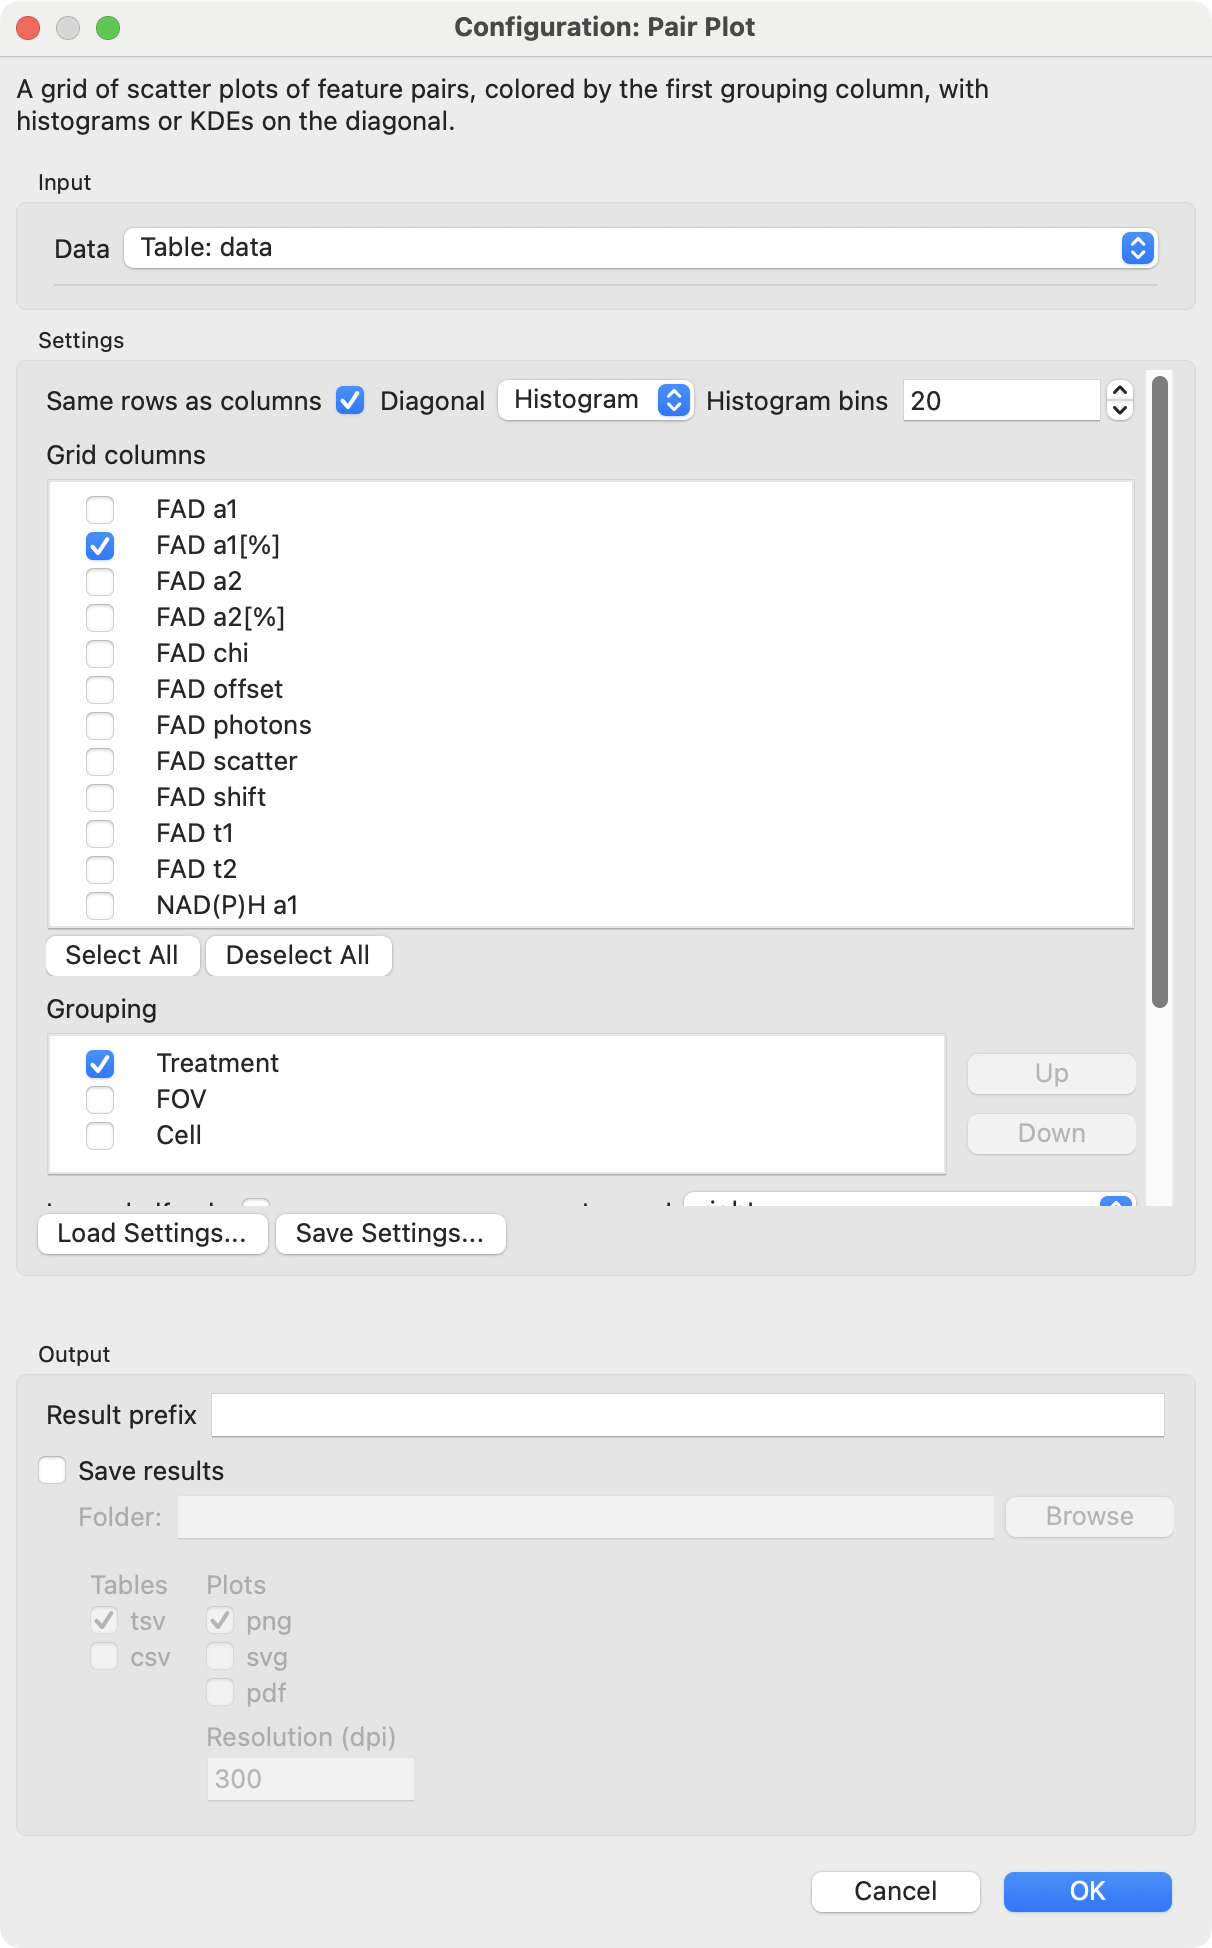 Configuration: Pair Plot
A grid of scatter plots of feature pairs, colored by the first grouping column, with
histograms or KDEs on the diagonal.
Input
Data Table: data
Settings
Same rows as columns Diagonal Histogram Histogram bins 20
Grid columns
FAD a1
FAD a1[%]
FAD a2
FAD a2[%]
FAD chi
FAD offset
FAD photons
FAD scatter
FAD shift
FAD t1
FAD t2
NAD(P)H a1
Select All Deselect All
Grouping
Treatment
FOV
Cell
Up
Down
Load Settings... Save Settings...
Output
Result prefix
Save results
Folder: Browse
Tables Plots
tsv png
csv svg
pdf
Resolution (dpi)
300
Cancel OK